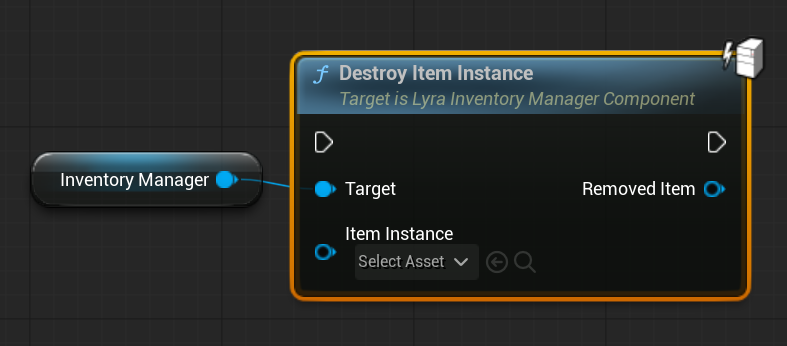 Destroy Item Instance
Target is Lyra Inventory Manager Component
Inventory Manager
Target
Removed Item
Item Instance
Select Asset